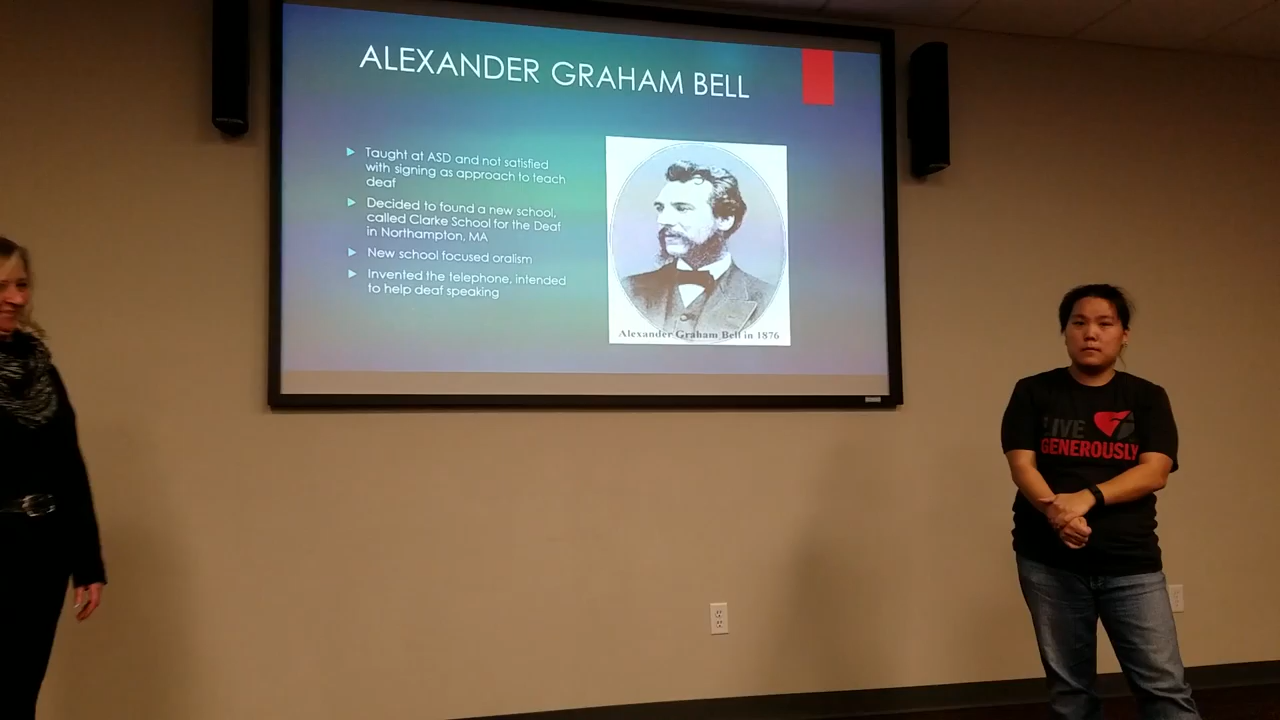 ALEXANDER GRAHAM BELL
Taught at ASD and not satisfied
with signing as approach to teach
deaf
Decided to found a new school,
called Clarke School for the Deaf
in Northampton, MA
New school focused oralism
Invented the telephone, intended
to help deaf speaking
Alexander Graham Bell in 1876
LIVE
GENEROUSLY